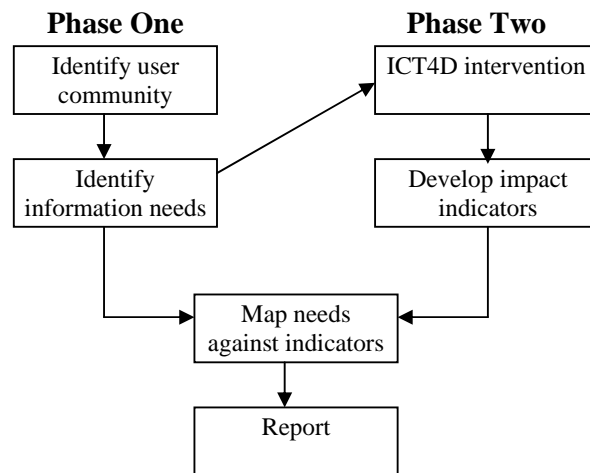 Phase One
Phase Two
Identify user
community
ICT4D intervention
Identify
information needs
Develop impact
indicators
Map needs
against indicators
Report